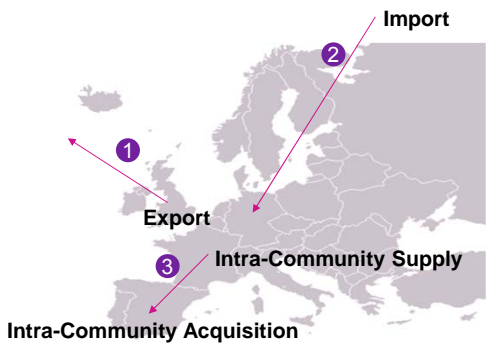 Import
2
1
Export
3
Intra-Community Supply
Intra-Community Acquisition